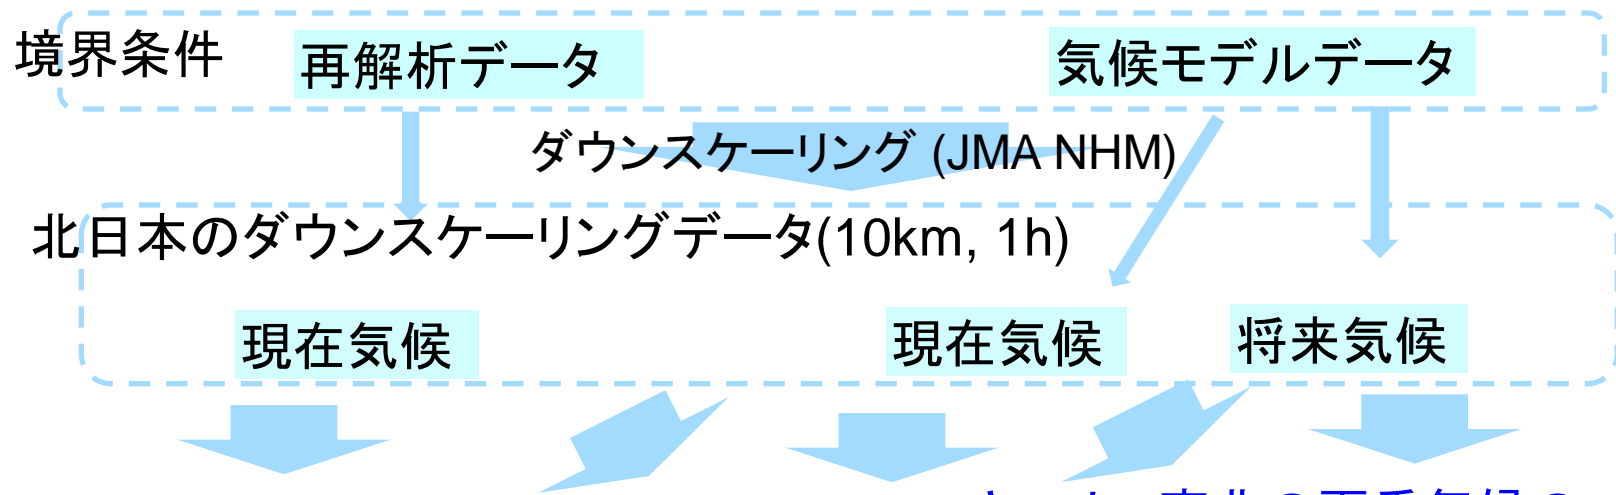 境界条件
再解析データ
気候モデルデータ
ダウンスケーリング (JMA NHM)
北日本のダウンスケーリングデータ(10km, 1h)
現在気候
現在気候
将来気候